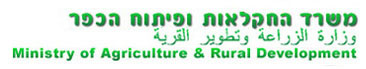 משרד החקלאות ופיתוח הכפר
وزارة الزراعة وتطوير القرية
Ministry of Agriculture & Rural Development